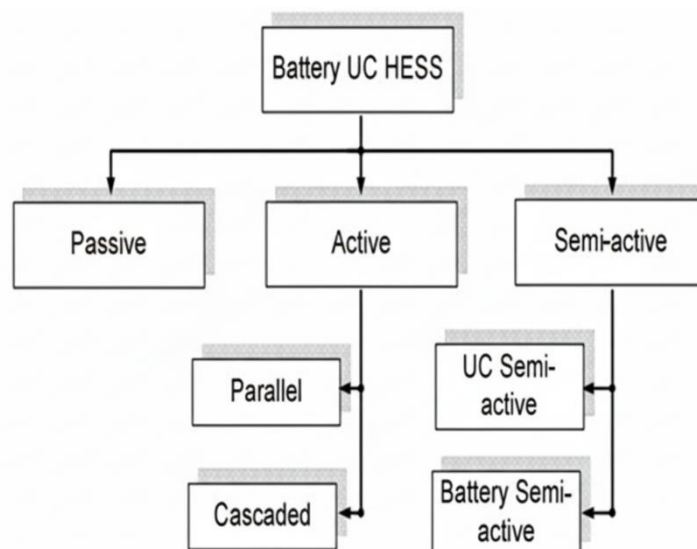 Battery UC HESS
Passive
Active
Semi-active
Parallel
UC Semi-
active
Cascaded
Battery Semi-
active